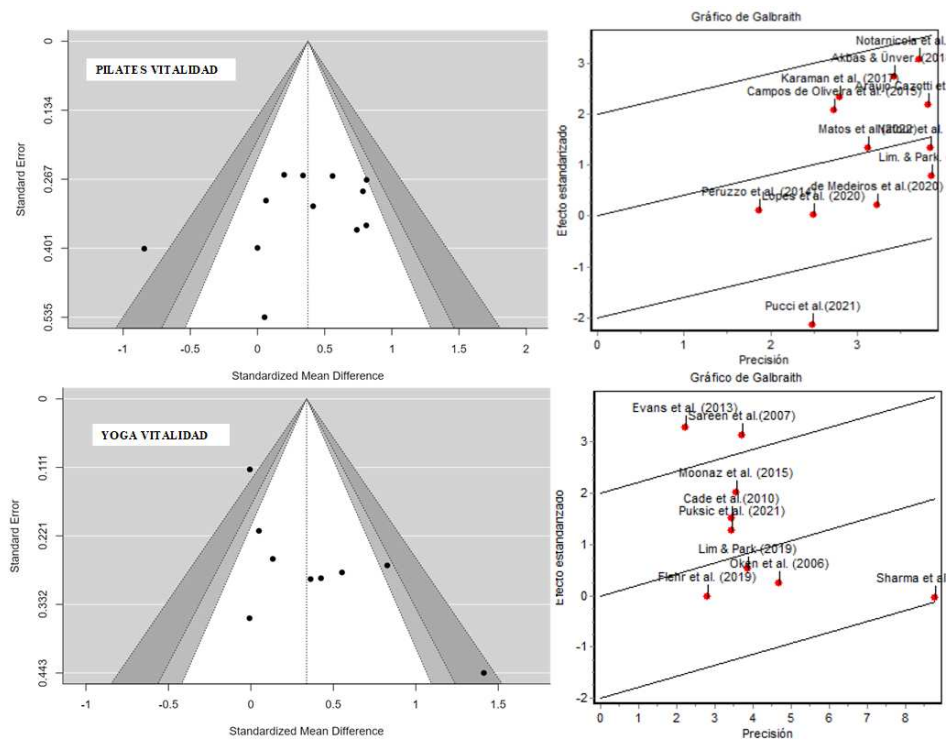 PILATES VITALIDAD
Standard Error
0
0.134
0.267
0.401
0.535
-1
0
0.5
1
1.5
2
Standardized Mean Difference
Gráfico de Galbraith
Efecto estandarizado
3
2
1
0
-1
-2
Notarnicola et al.
Akbas & Ünver (2018
Karaman et al. (2017)
Araujo Cazotti et
Campos de Oliveira et al. (2015)
Matos et al. (2022)
Lim. & Park.
Peruzzo et al. (2014)
de Medeiros et al.(2020)
Lopes et al. (2020)
Pucci et al.(2021)
0
1
2
3
Precisión
YOGA VITALIDAD
Standard Error
0
0.111
0.221
0.332
0.443
-1
-0.5
0
0.5
1
1.5
Standardized Mean Difference
Gráfico de Galbraith
Efecto estandarizado
3
2
1
0
-1
-2
Evans et al. (2013)
Sareen et al.(2007)
Moonaz et al. (2015)
Cade et al.(2010)
Puksic et al. (2021)
Lim & Park (2019)
Oken et al. (2006)
Flehr et al. (2019)
Sharma et al
0
1
2
3
4
5
6
7
8
Precisión